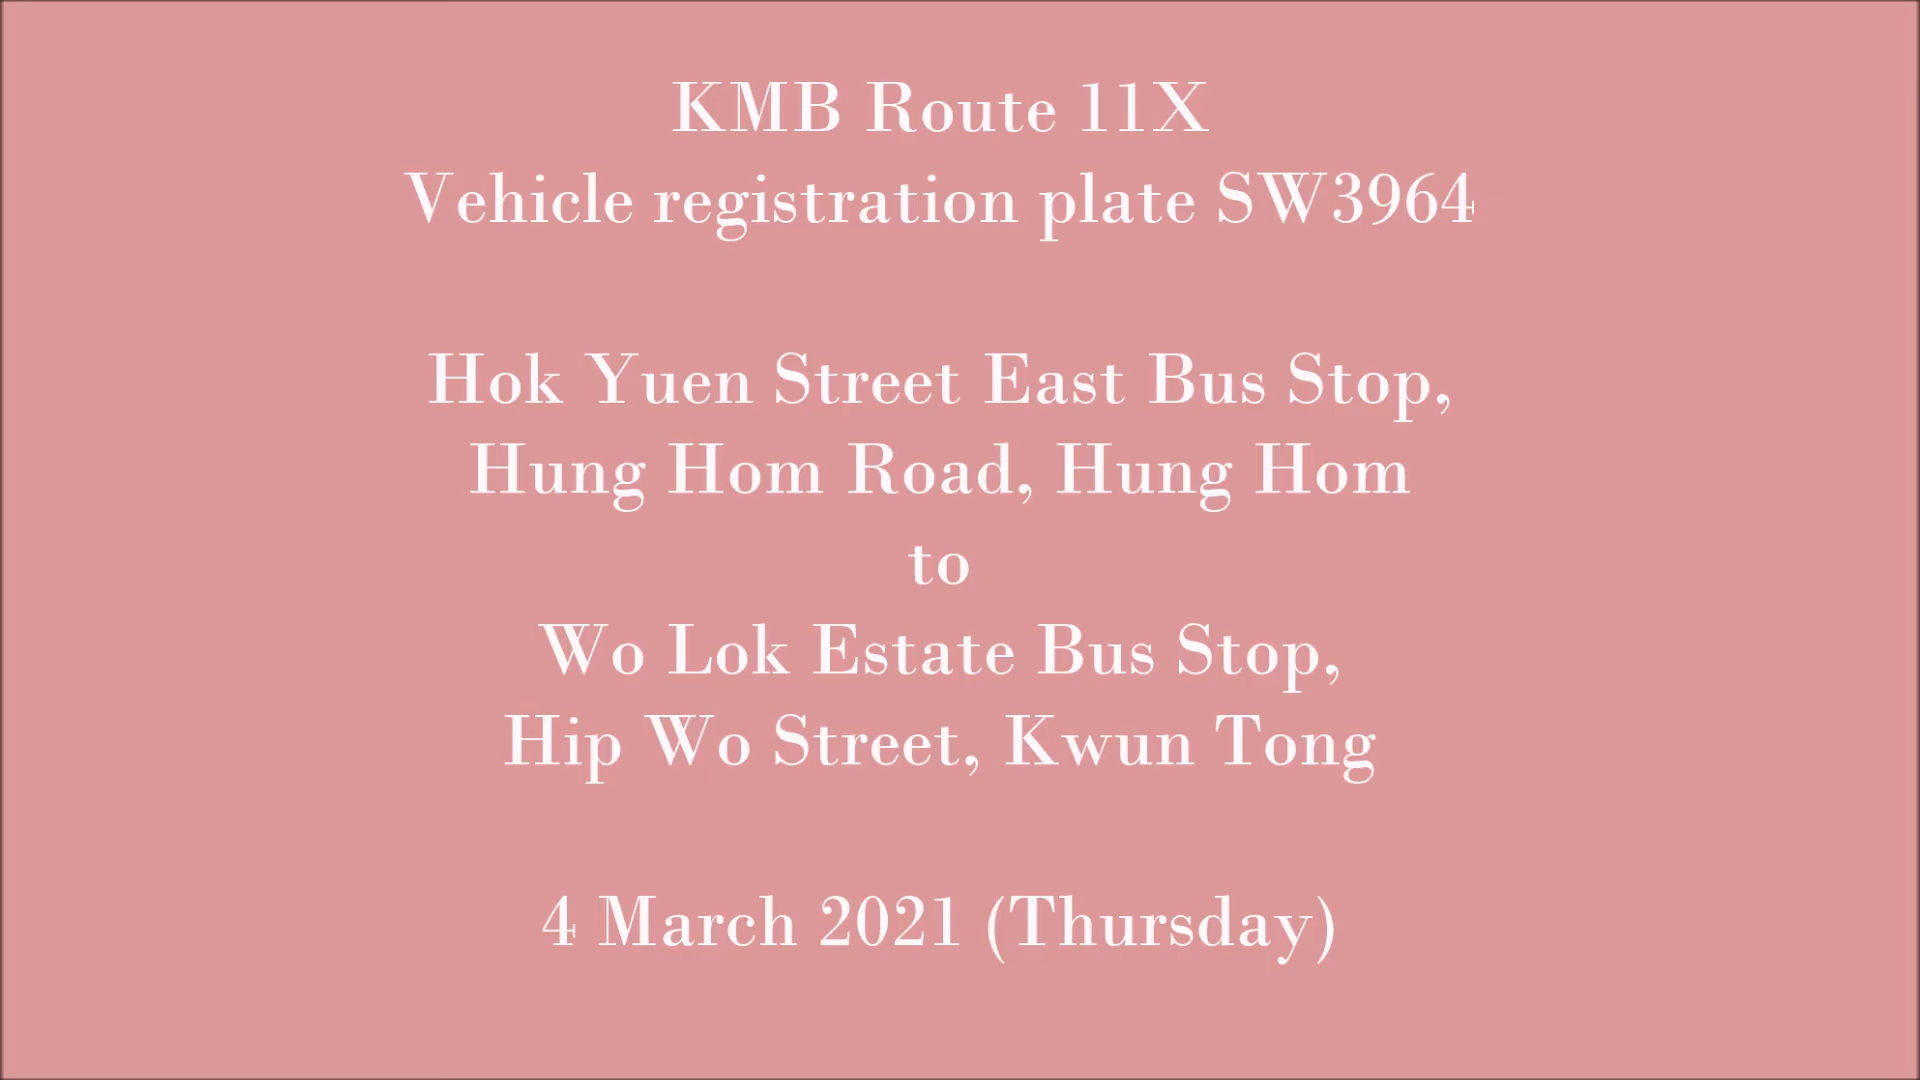 KMB Route 11X
Vehicle registration plate SW3964
Hok Yuen Street East Bus Stop,
Hung Hom Road, Hung Hom
to
Wo Lok Estate Bus Stop,
Hip Wo Street, Kwun Tong
4 March 2021 (Thursday)